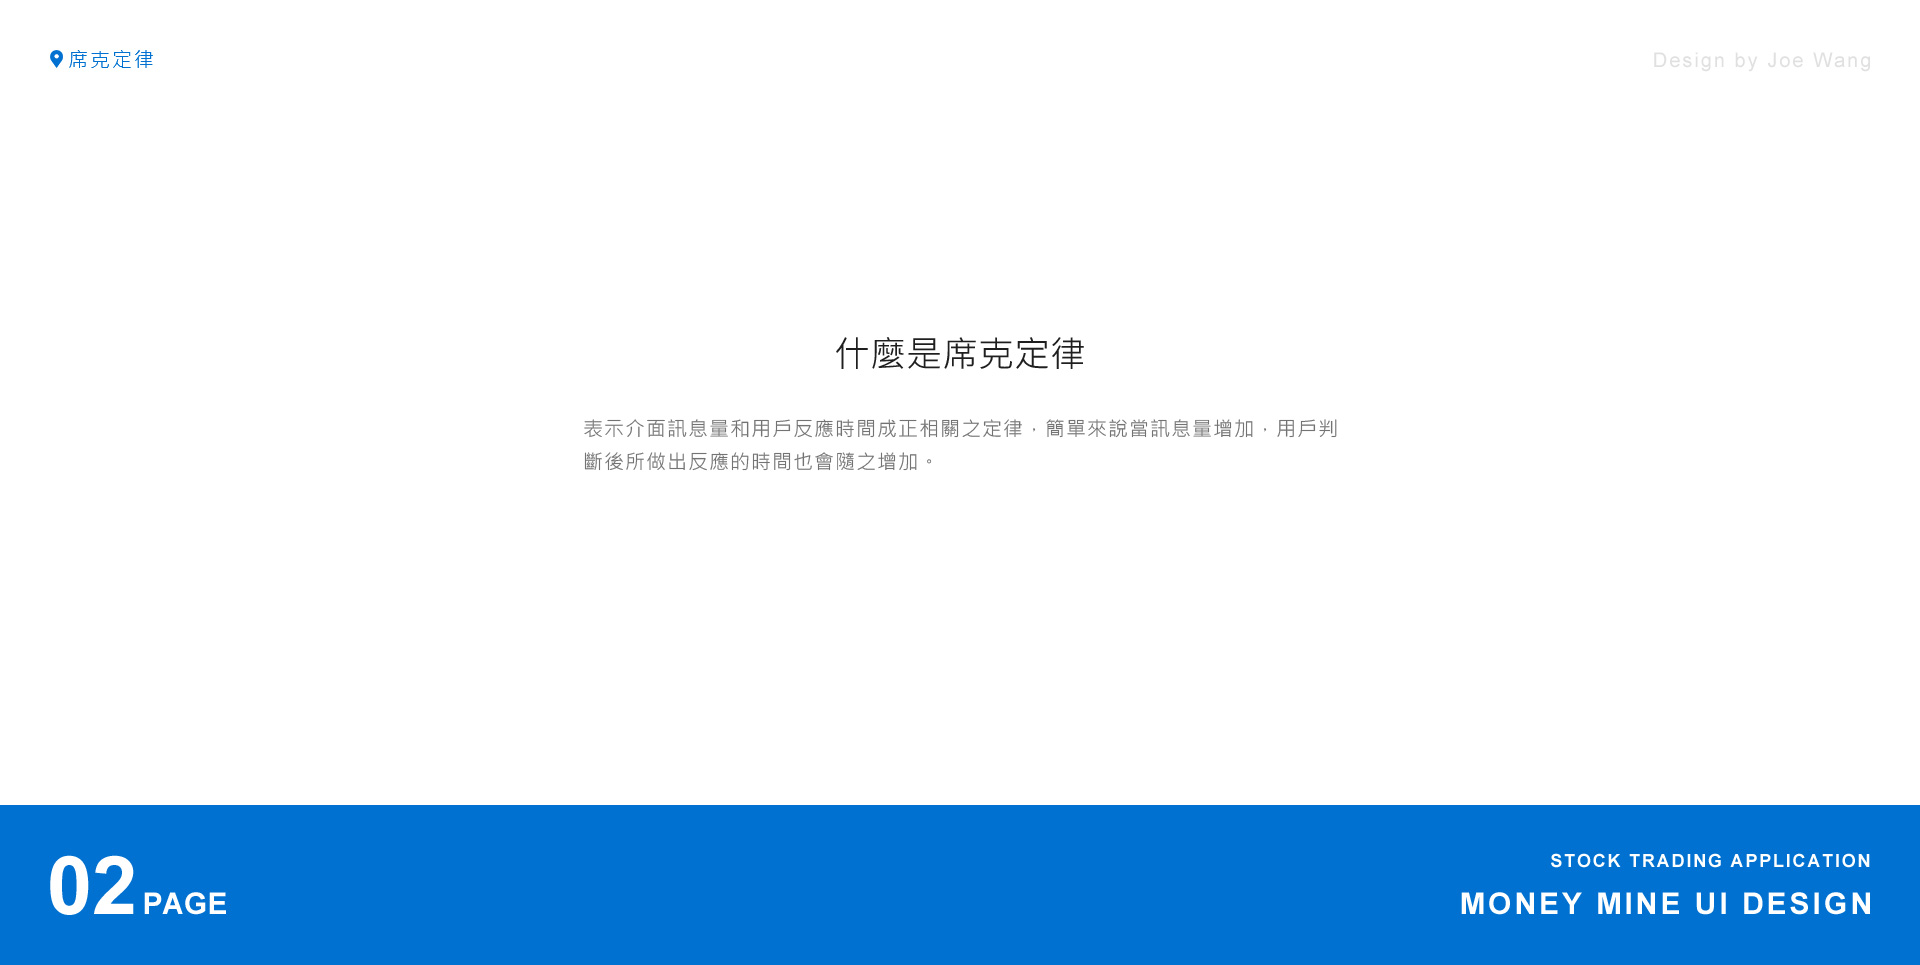 席克定律
Design by Joe Wang
什麼是席克定律
表示介面訊息量和用戶反應時間成正相關之定律，簡單來說當訊息量增加，用戶判
斷後所做出反應的時間也會隨之增加。
02 PAGE
STOCK TRADING APPLICATION
MONEY MINE UI DESIGN